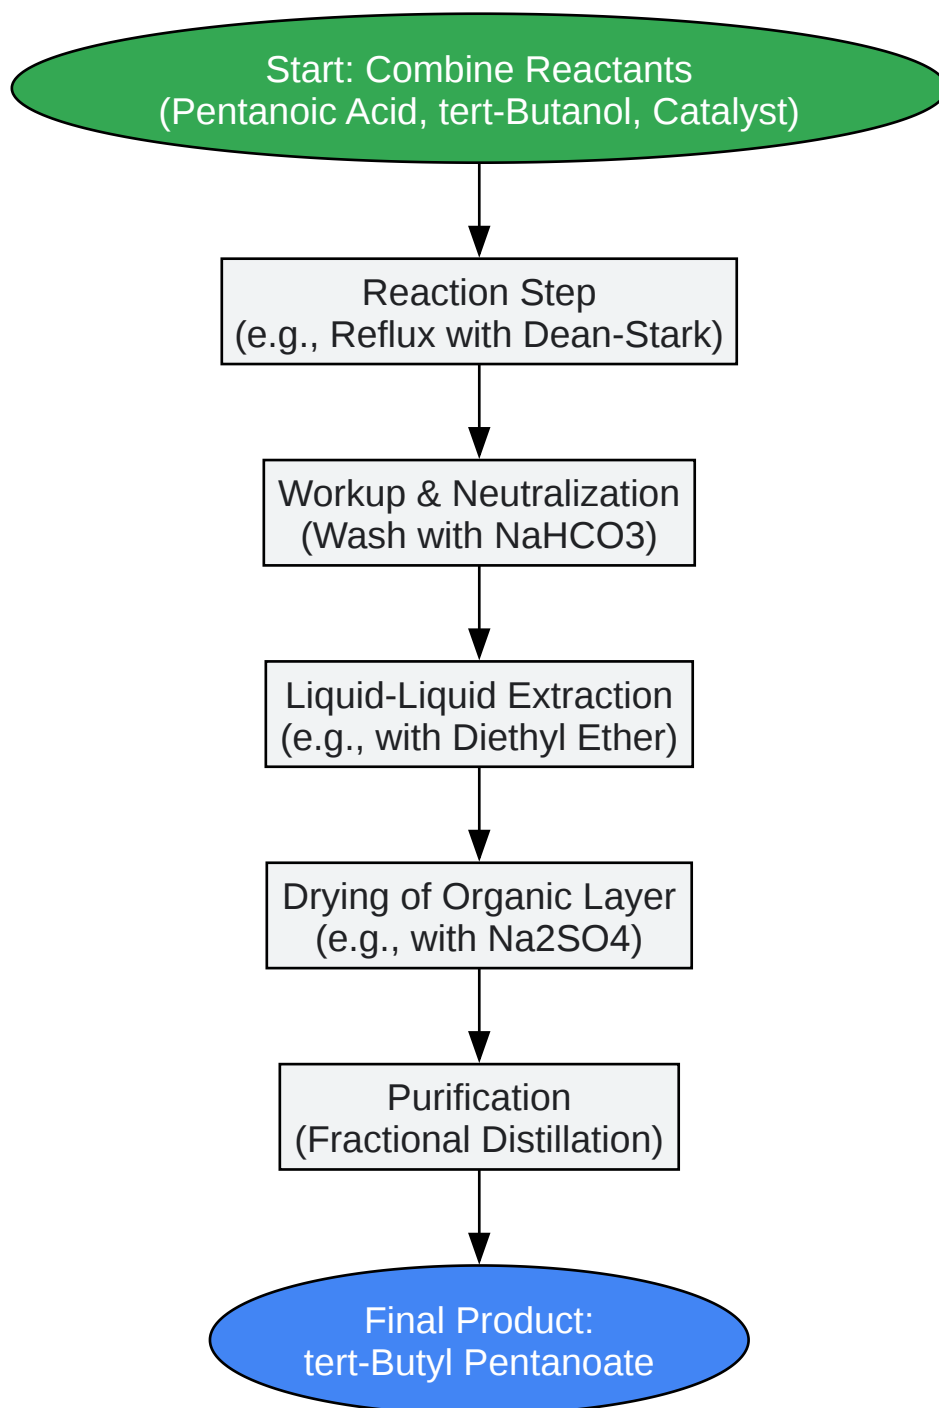 Start: Combine Reactants
(Pentanoic Acid, tert-Butanol, Catalyst)
Reaction Step
(e.g., Reflux with Dean-Stark)
Workup & Neutralization
(Wash with NaHCO3)
Liquid-Liquid Extraction
(e.g., with Diethyl Ether)
Drying of Organic Layer
(e.g., with Na2SO4)
Purification
(Fractional Distillation)
Final Product:
tert-Butyl Pentanoate